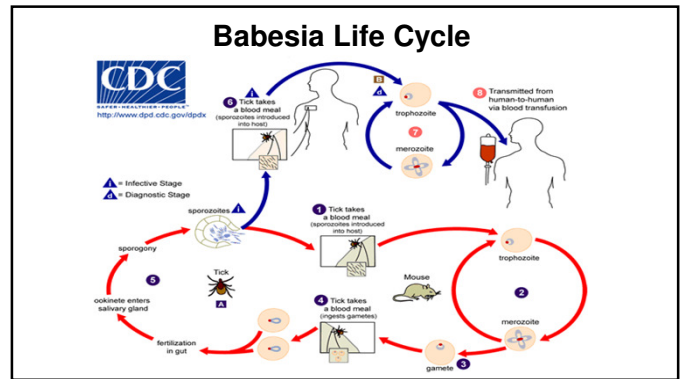 Babesia Life Cycle
CDC
SAFER•HEALTHIER•PEOPLE™
http://www.dpd.cdc.gov/dpdx
i = Infective Stage
d = Diagnostic Stage
i
6 Tick takes
a blood meal
(sporozoites introduced
into host)
B
d
trophozoite
7
merozoite
8 Transmitted from
human-to-human
via blood transfusion
sporozoites i
1 Tick takes
a blood meal
(sporozoites introduced
into host)
trophozoite
sporogony
5
Tick
A
Mouse
2
ookinete enters
salivary gland
4 Tick takes
a blood meal
(ingests gametes)
merozoite
fertilization
in gut
gamete 3